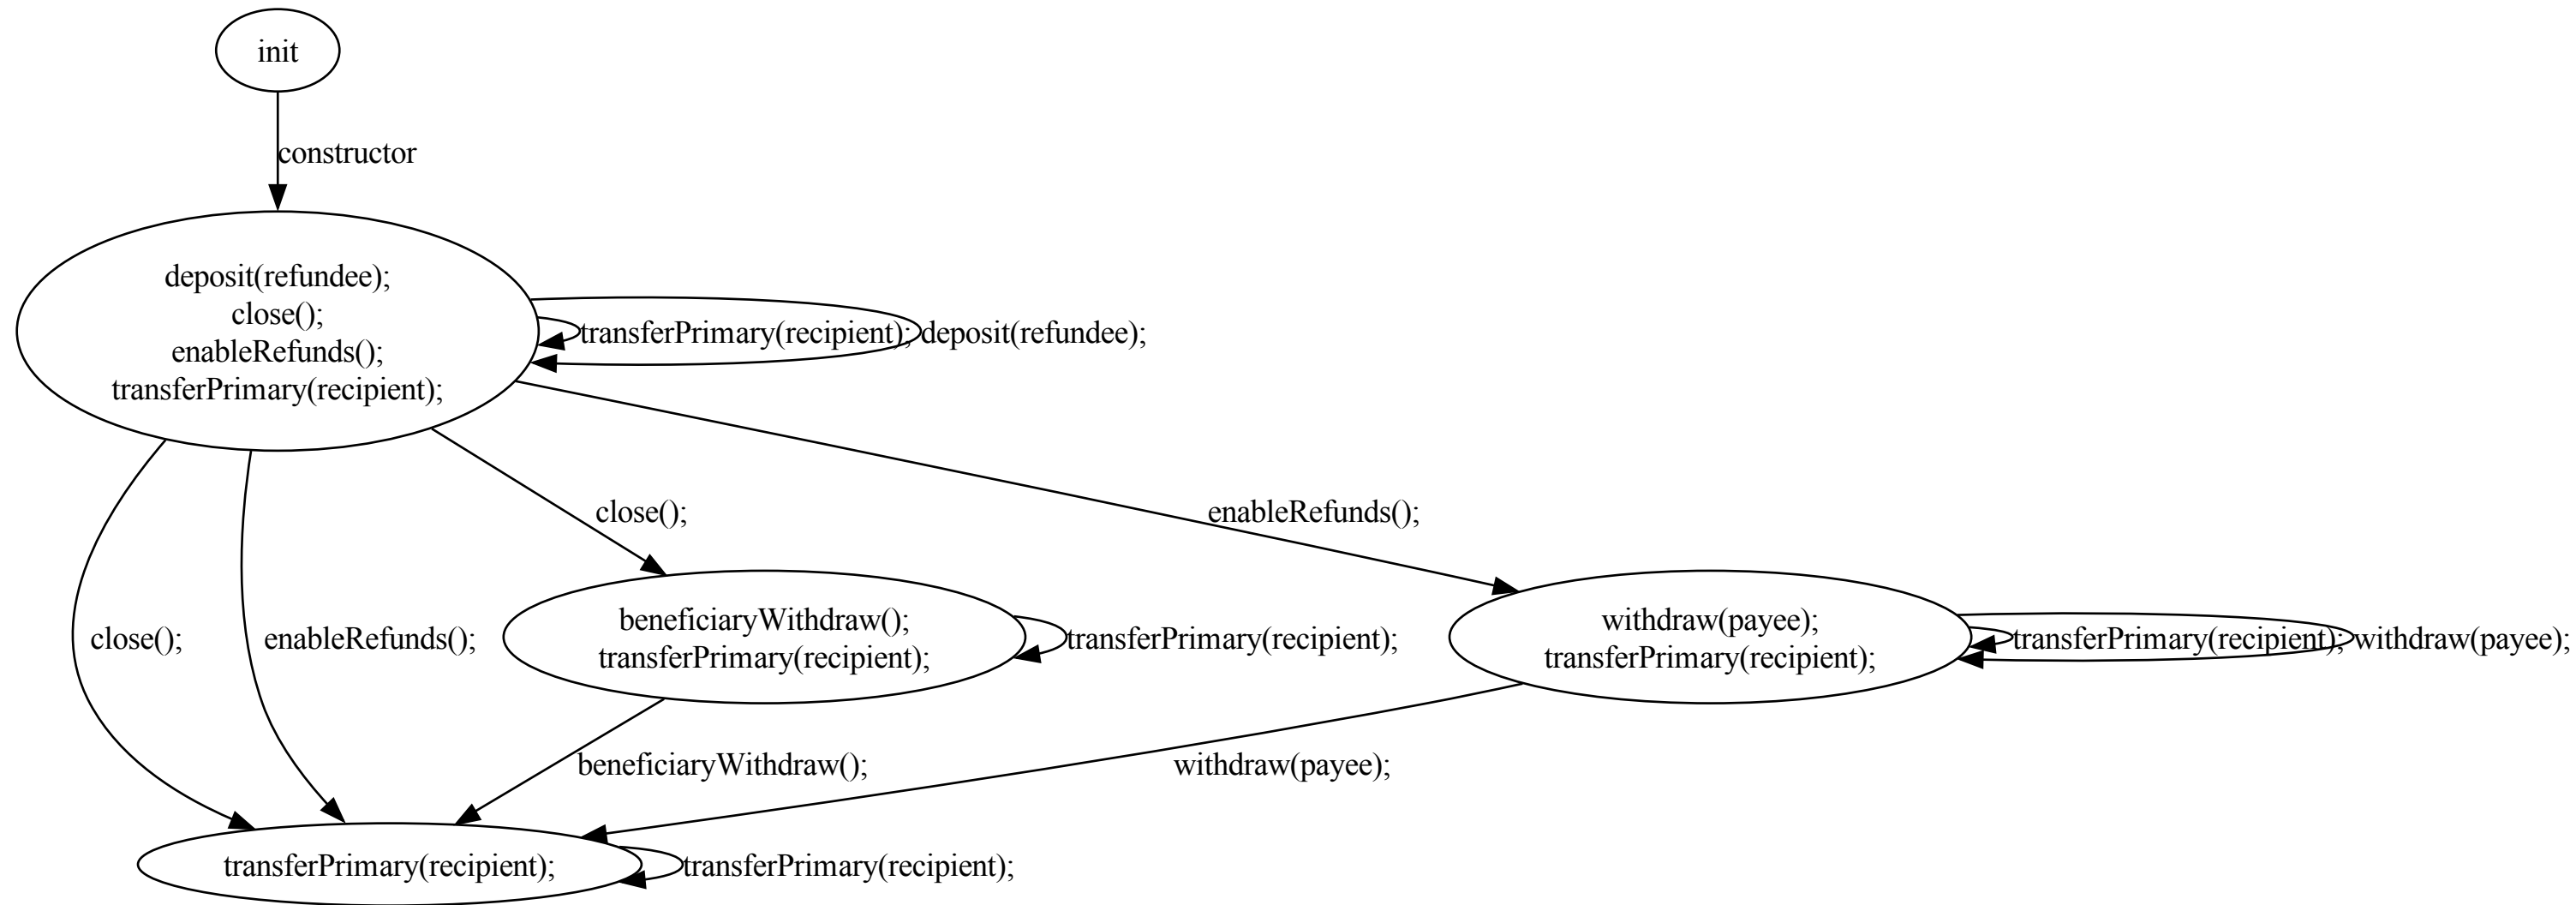 init
constructor
deposit(refundee);
close();
enableRefunds();
transferPrimary(recipient);
transferPrimary(recipient);
deposit(refundee);
close();
enableRefunds();
beneficiaryWithdraw();
transferPrimary(recipient);
withdraw(payee);
transferPrimary(recipient);
close();
enableRefunds();
transferPrimary(recipient);
transferPrimary(recipient);
withdraw(payee);
beneficiaryWithdraw();
withdraw(payee);
transferPrimary(recipient);
transferPrimary(recipient);